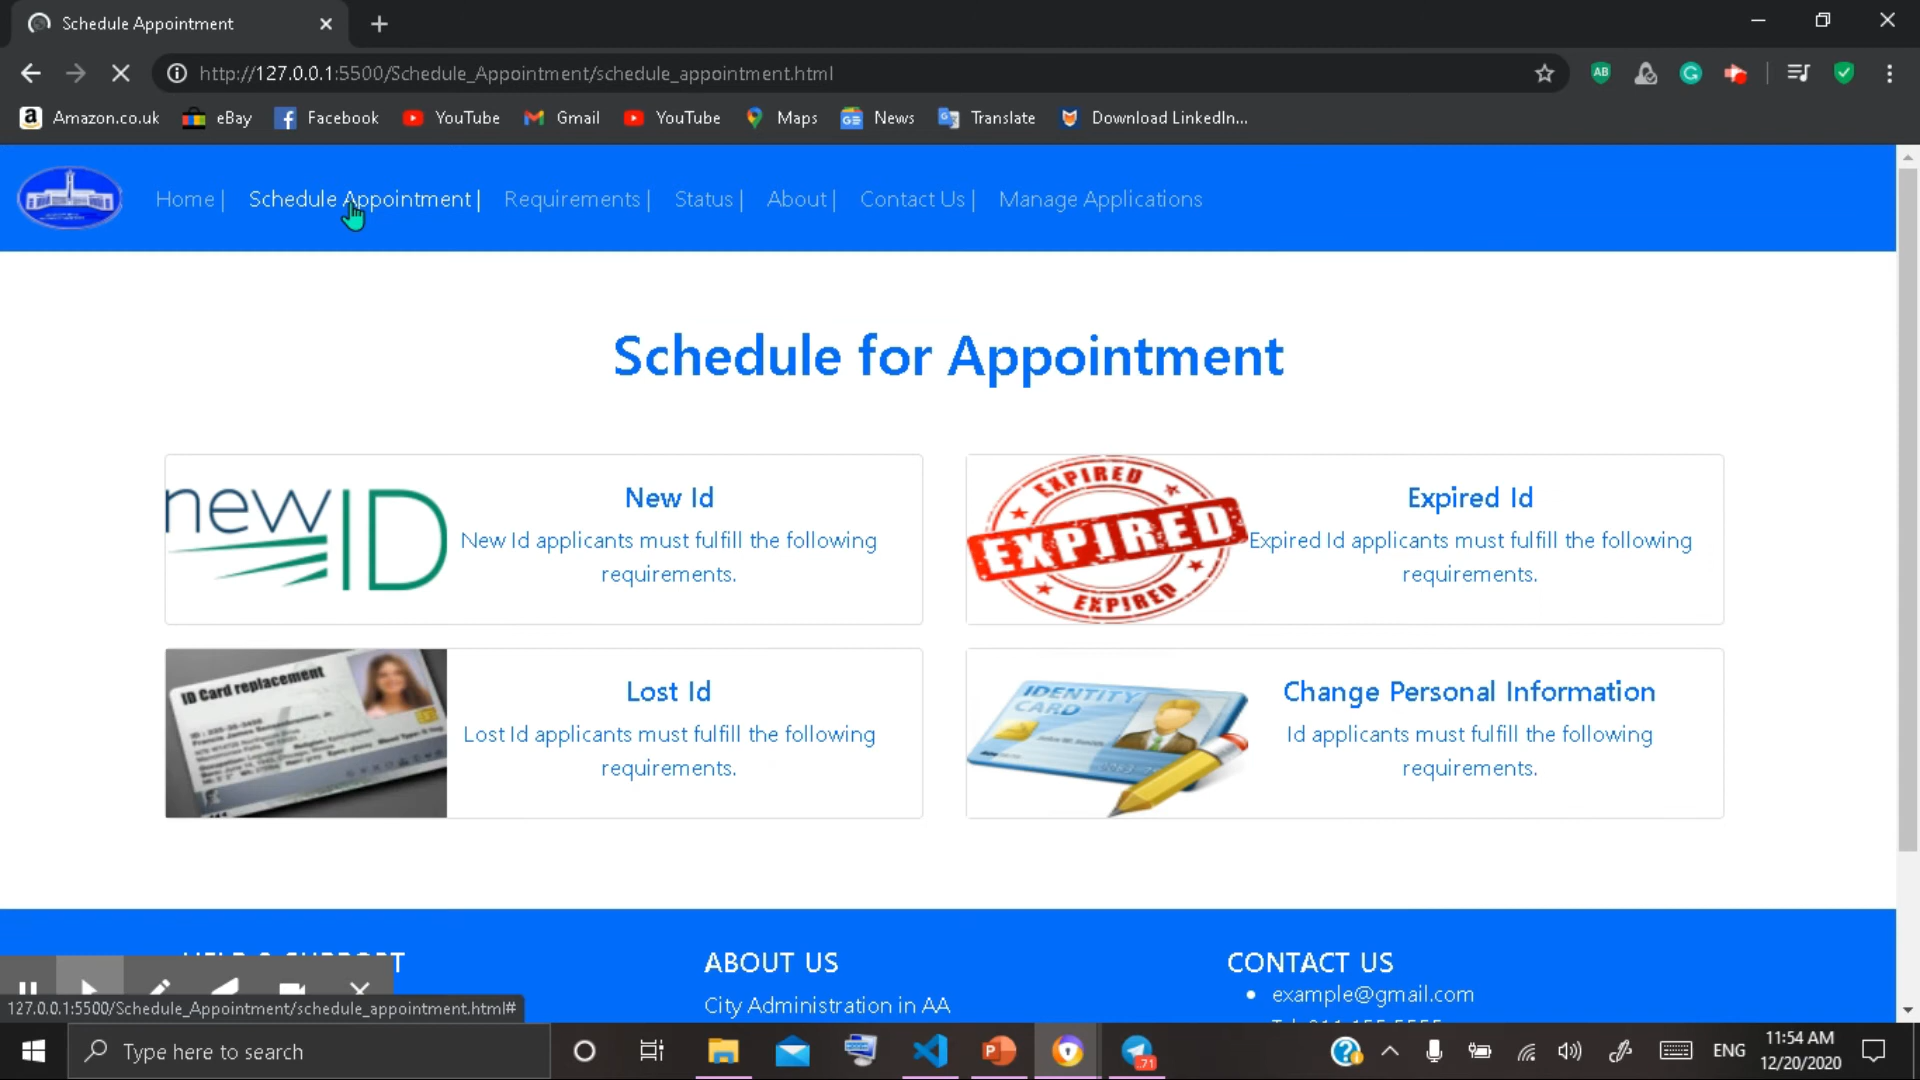 Schedule Appointment
http://127.0.0.1:5500/Schedule_Appointment/schedule_appointment.html
AB
Amazon.co.uk eBay Facebook YouTube Gmail YouTube Maps News Translate Download LinkedIn...
Home | Schedule Appointment | Requirements | Status | About | Contact Us | Manage Applications
Schedule for Appointment
new ID
New Id
New Id applicants must fulfill the following
requirements.
EXPIRED
EXPIRED
EXPIRED
Expired Id
Expired Id applicants must fulfill the following
requirements.
ID Card replacement
Lost Id
Lost Id applicants must fulfill the following
requirements.
IDENTITY
CARD
Change Personal Information
Id applicants must fulfill the following
requirements.
HELP & SUPPORT
ABOUT US
City Administration in AA
CONTACT US
example@gmail.com
127.0.0.1:5500/Schedule_Appointment/schedule_appointment.html#
Type here to search
71
ENG
11:54 AM
12/20/2020